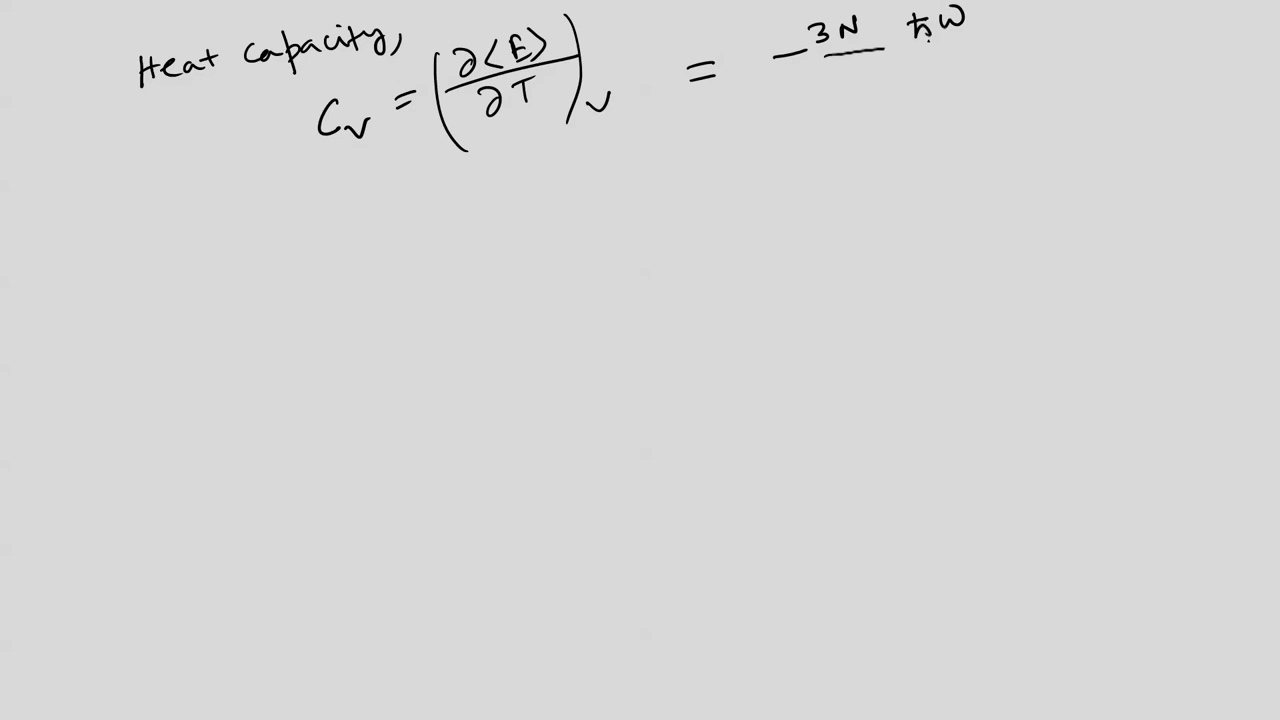 Heat capacity,
C_V = (∂⟨E⟩/∂T)_V = − 3N ħω